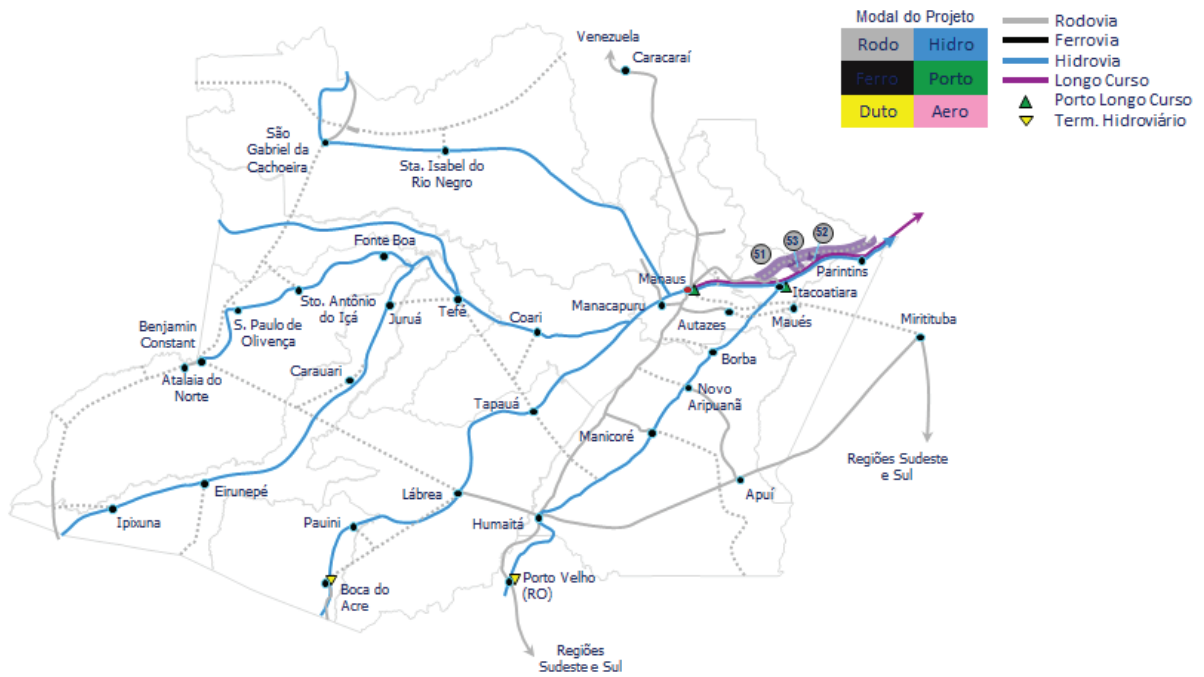 Modal do Projeto
Rodo
Hidro
Ferro
Porto
Duto
Aero
Rodovia
Ferrovia
Hidrovia
Longo Curso
Porto Longo Curso
Term. Hidroviário
Venezuela
Caracaraí
São
Gabriel da
Cachoeira
Sta. Isabel do
Rio Negro
Fonte Boa
51
53
52
Parintins
Manaus
Itacoatiara
Manacapuru
Sto. Antônio
do Içá
Juruá
Tefé
Coari
Autazes
Maués
Miritituba
S. Paulo de
Olivença
Benjamin
Constant
Atalaia do
Norte
Carauari
Borba
Novo
Aripuanã
Tapauá
Manicoré
Regiões Sudeste
e Sul
Apuí
Eirunepé
Lábrea
Ipixuna
Pauini
Humaitá
Boca do
Acre
Porto Velho
(RO)
Regiões
Sudeste e Sul